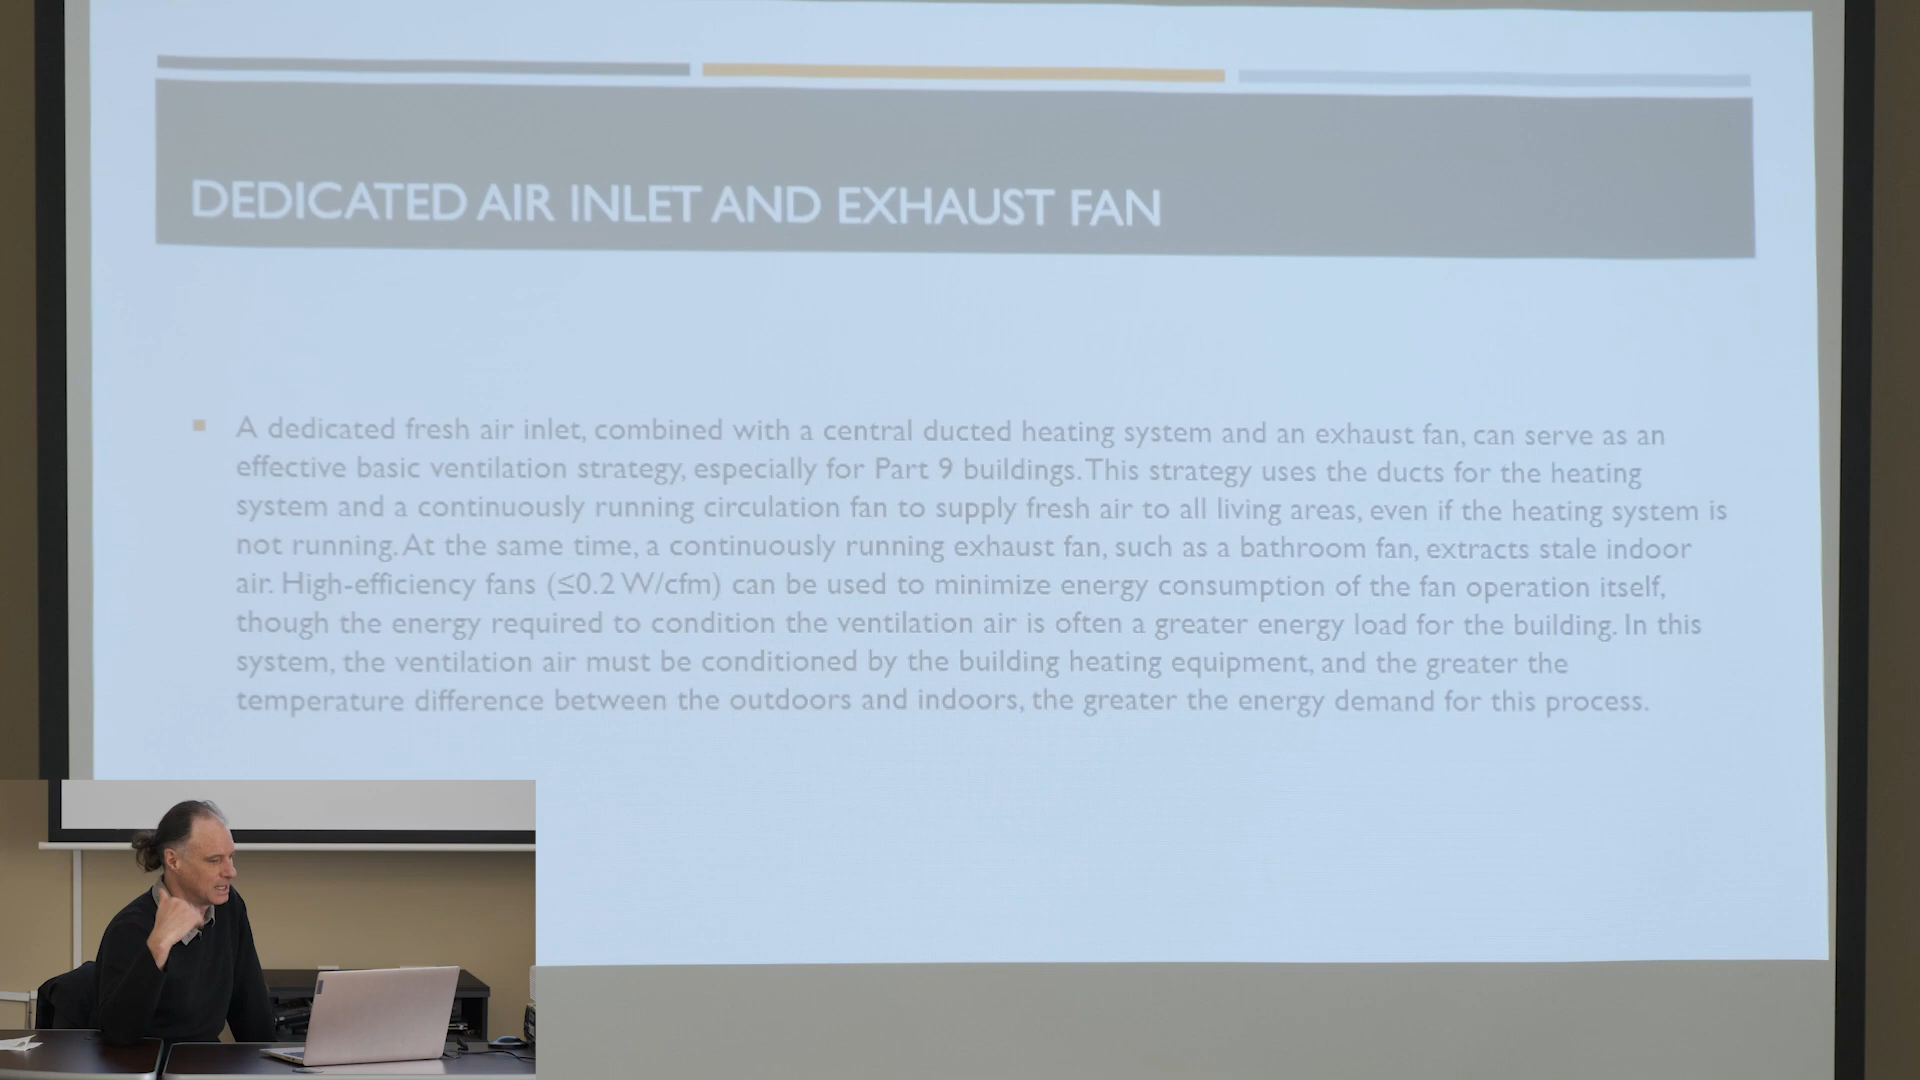 DEDICATED AIR INLET AND EXHAUST FAN
A dedicated fresh air inlet, combined with a central ducted heating system and an exhaust fan, can serve as an
effective basic ventilation strategy, especially for Part 9 buildings. This strategy uses the ducts for the heating
system and a continuously running circulation fan to supply fresh air to all living areas, even if the heating system is
not running. At the same time, a continuously running exhaust fan, such as a bathroom fan, extracts stale indoor
air. High-efficiency fans (≤0.2 W/cfm) can be used to minimize energy consumption of the fan operation itself,
though the energy required to condition the ventilation air is often a greater energy load for the building. In this
system, the ventilation air must be conditioned by the building heating equipment, and the greater the
temperature difference between the outdoors and indoors, the greater the energy demand for this process.